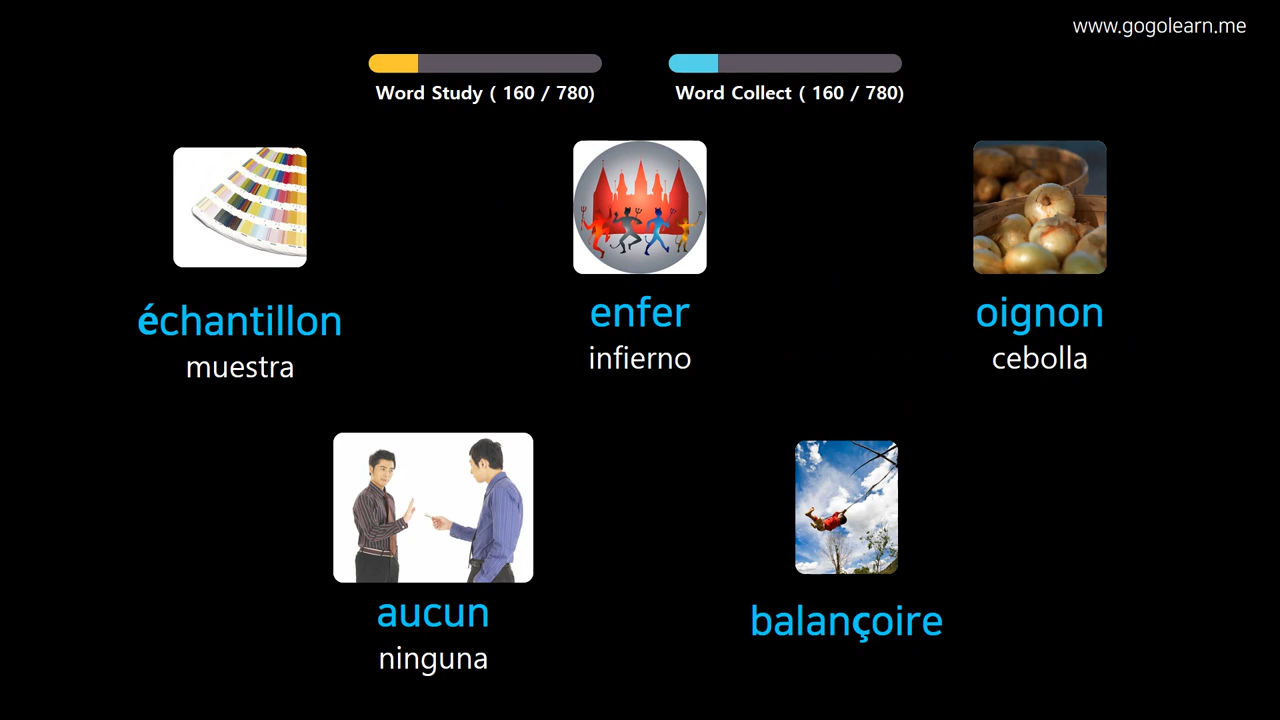 www.gogolearn.me
Word Study ( 160 / 780)
Word Collect ( 160 / 780)
échantillon
muestra
enfer
infierno
oignon
cebolla
aucun
ninguna
balançoire